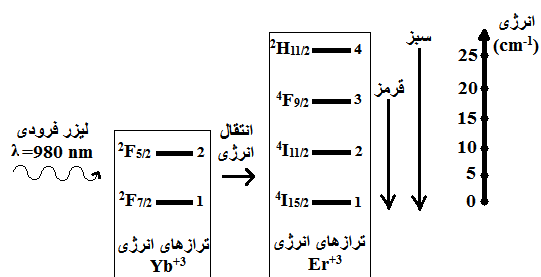 لیزر فرودی
λ =980 nm
²F₅/₂ 2
²F₇/₂ 1
ترازهای انرژی
Yb⁺³
انتقال
انرژی
²H₁₁/₂ 4
⁴F₉/₂ 3
⁴I₁₁/₂ 2
⁴I₁₅/₂ 1
ترازهای انرژی
Er⁺³
قرمز
سبز
انرژی
(cm⁻¹)
25
20
15
10
5
0